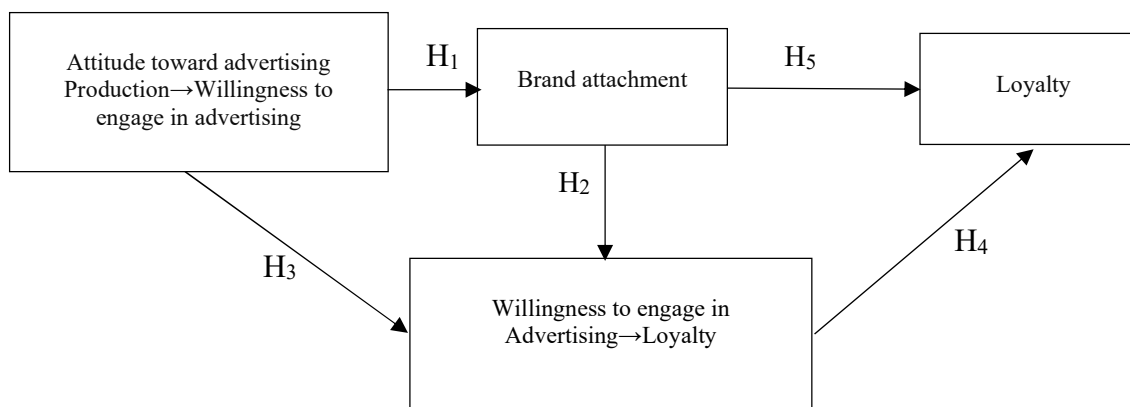 Attitude toward advertising
Production→Willingness to
engage in advertising
H₁
Brand attachment
H₅
Loyalty
H₂
H₃
H₄
Willingness to engage in
Advertising→Loyalty